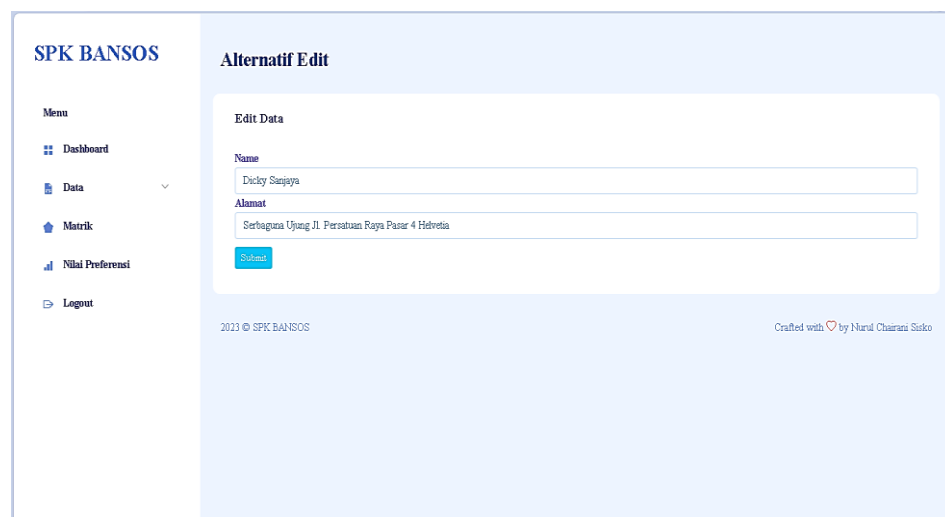 SPK BANSOS
Menu
Dashboard
Data
Matrik
Nilai Preferensi
Logout
Alternatif Edit
Edit Data
Name
Dicky Sanjaya
Alamat
Serbaguna Ujung Jl. Persatuan Raya Pasar 4 Helvetia
Submit
2023 © SPK BANSOS
Crafted with ♡ by Nurul Chairani Sisko